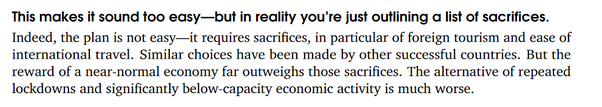 This makes it sound too easy—but in reality you're just outlining a list of sacrifices.
Indeed, the plan is not easy—it requires sacrifices, in particular of foreign tourism and ease of
international travel. Similar choices have been made by other successful countries. But the
reward of a near-normal economy far outweighs those sacrifices. The alternative of repeated
lockdowns and significantly below-capacity economic activity is much worse.